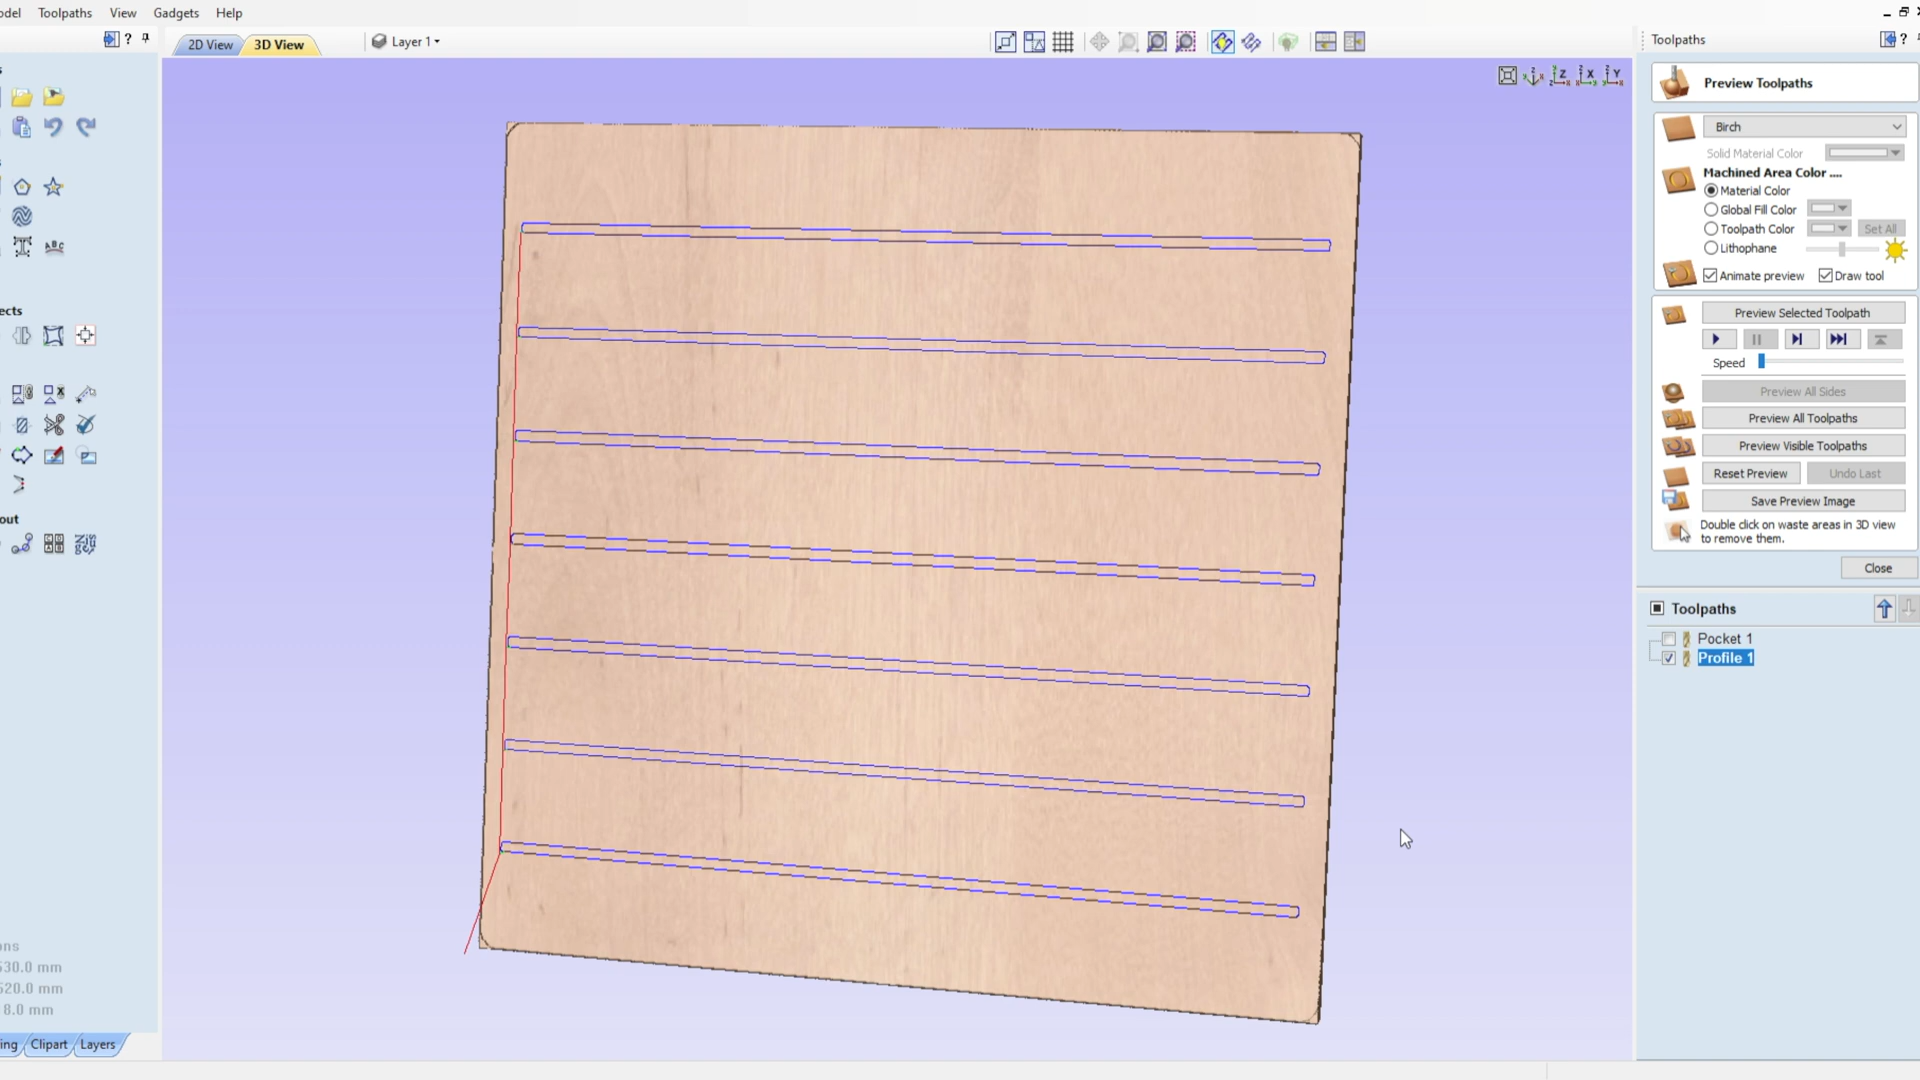 odel Toolpaths View Gadgets Help
2D View 3D View Layer 1
Z X Y
ABC
ects
out
ons
530.0 mm
520.0 mm
8.0 mm
ing Clipart Layers
Toolpaths
Preview Toolpaths
Birch
Solid Material Color
Machined Area Color ....
Material Color
Global Fill Color
Toolpath Color Set All
Lithophane
Animate preview Draw tool
Preview Selected Toolpath
Speed
Preview All Sides
Preview All Toolpaths
Preview Visible Toolpaths
Reset Preview Undo Last
Save Preview Image
Double click on waste areas in 3D view
to remove them.
Close
Toolpaths
Pocket 1
Profile 1